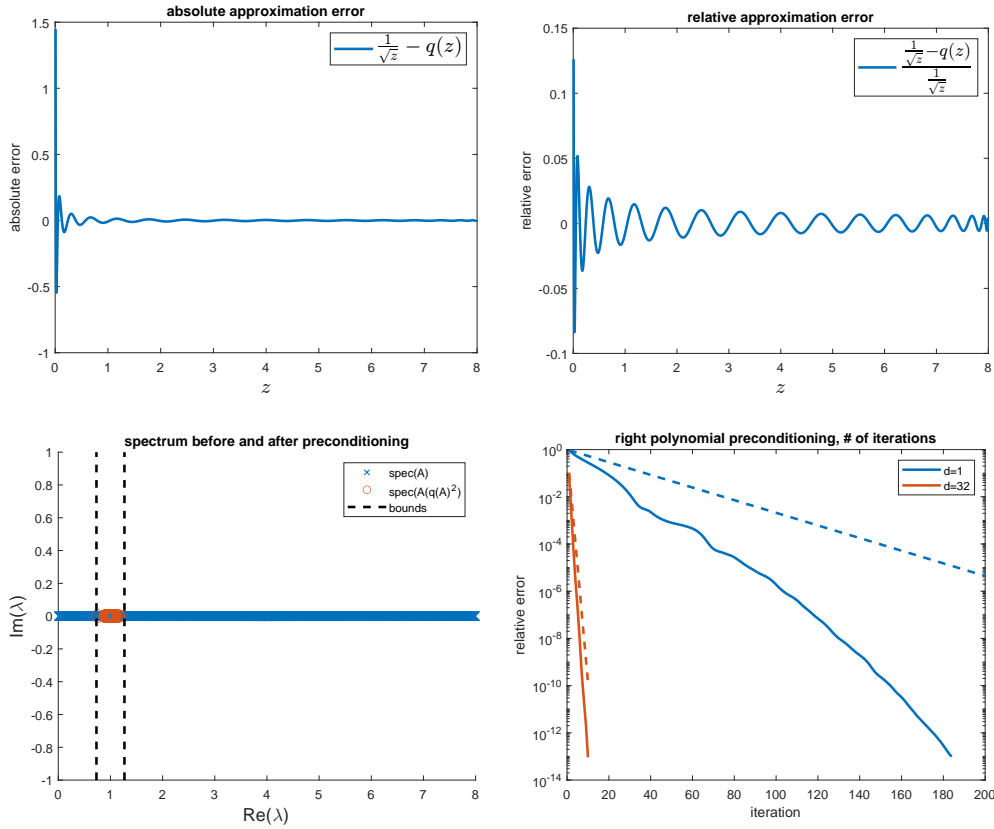 absolute approximation error
1.5
1
0.5
0
-0.5
-1
0 1 2 3 4 5 6 7 8
absolute error
z
1/√z − q(z)
relative approximation error
0.15
0.1
0.05
0
-0.05
-0.1
0 1 2 3 4 5 6 7 8
relative error
z
(1/√z − q(z)) / (1/√z)
spectrum before and after preconditioning
1
0.8
0.6
0.4
0.2
0
-0.2
-0.4
-0.6
-0.8
-1
0 1 2 3 4 5 6 7 8
Im(λ)
Re(λ)
spec(A)
spec(A(q(A)²)
bounds
right polynomial preconditioning, # of iterations
10⁰
10⁻²
10⁻⁴
10⁻⁶
10⁻⁸
10⁻¹⁰
10⁻¹²
10⁻¹⁴
0 20 40 60 80 100 120 140 160 180 200
relative error
iteration
d=1
d=32